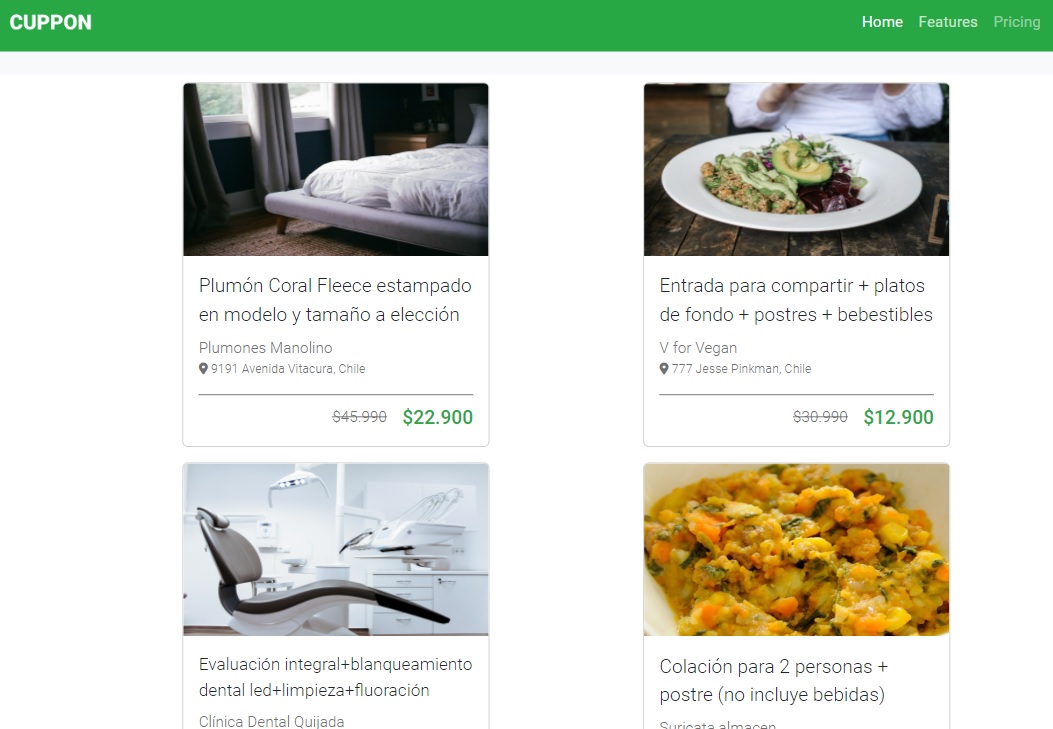 CUPPON
Home Features Pricing
Plumón Coral Fleece estampado
en modelo y tamaño a elección
Plumones Manolino
9191 Avenida Vitacura, Chile
$45.990 $22.900
Entrada para compartir + platos
de fondo + postres + bebestibles
V for Vegan
777 Jesse Pinkman, Chile
$30.990 $12.900
Evaluación integral+blanqueamiento
dental led+limpieza+fluoración
Clínica Dental Quijada
Colación para 2 personas +
postre (no incluye bebidas)
Suricata almacen